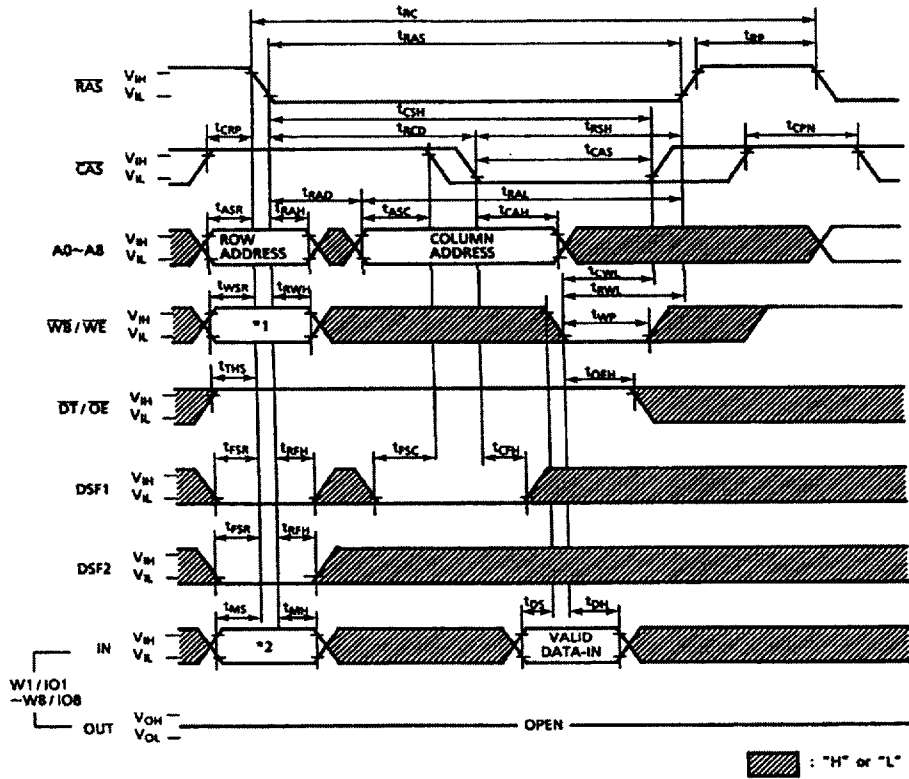 tRC
tRAS
tRP
RAS VIH VIL
tCSH
tCRP tRCD tRSH tCPN
tCAS
CAS VIH VIL
tRAD tRAL
tASR tRAH tASC tCAH
A0~A8 VIH VIL ROW ADDRESS COLUMN ADDRESS
tCWL
tWSR tRWH tRWL
tWP
WB/WE VIH VIL *1
tTHS tOEH
DT/OE VIH VIL
tFSR tRFH tFSC tCFH
DSF1 VIH VIL
tFSR tRFH
DSF2 VIH VIL
tMS tMH tDS tDH
IN VIH VIL *2 VALID DATA-IN
W1/IO1
~W8/IO8
OUT VOH VOL OPEN
: "H" or "L"